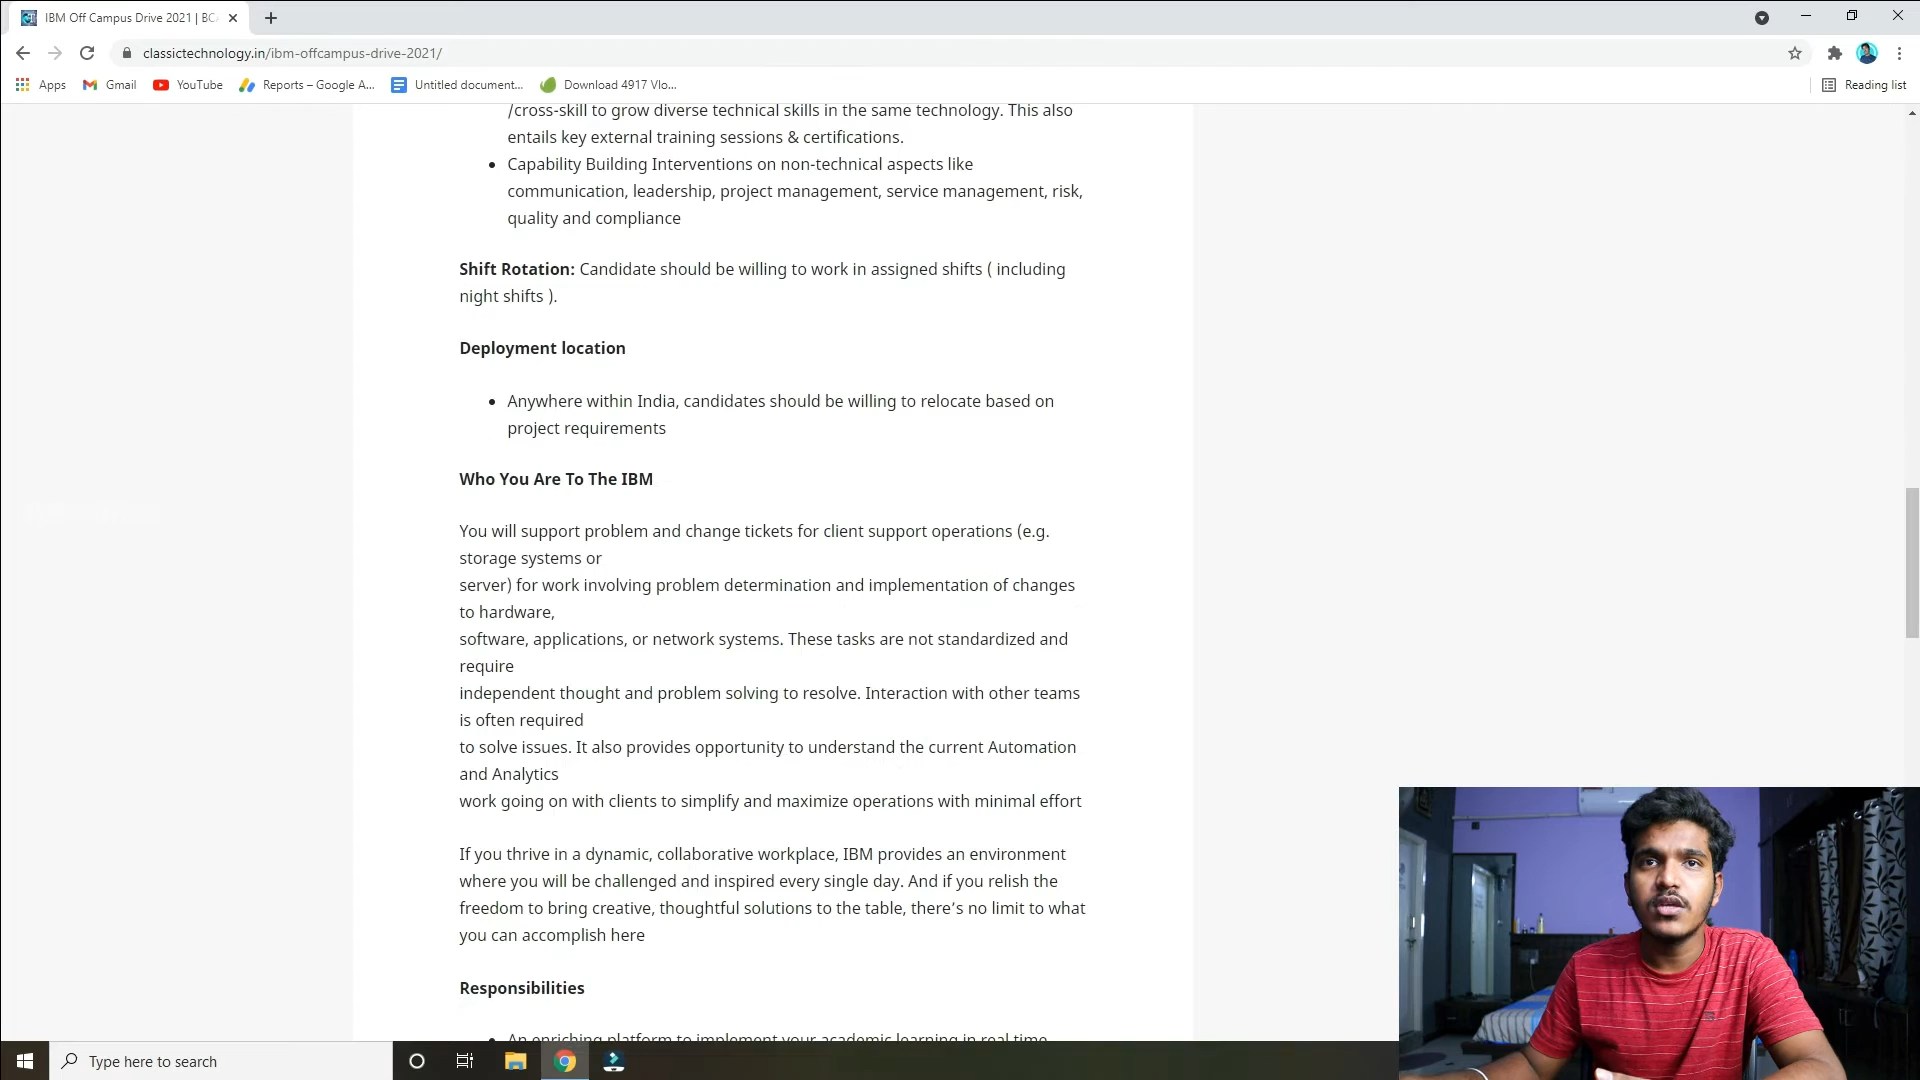 IBM Off Campus Drive 2021 | BC
classictechnology.in/ibm-offcampus-drive-2021/
Apps
Gmail
YouTube
Reports – Google A...
Untitled document...
Download 4917 Vlo...
Reading list
/cross-skill to grow diverse technical skills in the same technology. This also
entails key external training sessions & certifications.
• Capability Building Interventions on non-technical aspects like
communication, leadership, project management, service management, risk,
quality and compliance
Shift Rotation: Candidate should be willing to work in assigned shifts ( including
night shifts ).
Deployment location
• Anywhere within India, candidates should be willing to relocate based on
project requirements
Who You Are To The IBM
You will support problem and change tickets for client support operations (e.g.
storage systems or
server) for work involving problem determination and implementation of changes
to hardware,
software, applications, or network systems. These tasks are not standardized and
require
independent thought and problem solving to resolve. Interaction with other teams
is often required
to solve issues. It also provides opportunity to understand the current Automation
and Analytics
work going on with clients to simplify and maximize operations with minimal effort
If you thrive in a dynamic, collaborative workplace, IBM provides an environment
where you will be challenged and inspired every single day. And if you relish the
freedom to bring creative, thoughtful solutions to the table, there’s no limit to what
you can accomplish here
Responsibilities
• An enriching platform to implement your academic learning in real time
Type here to search